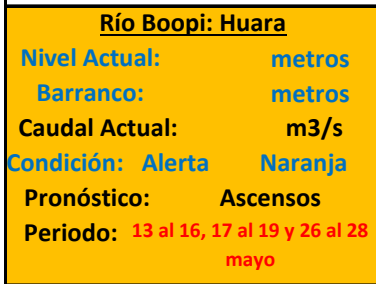 Río Boopi: Huara
Nivel Actual: metros
Barranco: metros
Caudal Actual: m3/s
Condición: Alerta Naranja
Pronóstico: Ascensos
Periodo: 13 al 16, 17 al 19 y 26 al 28
mayo